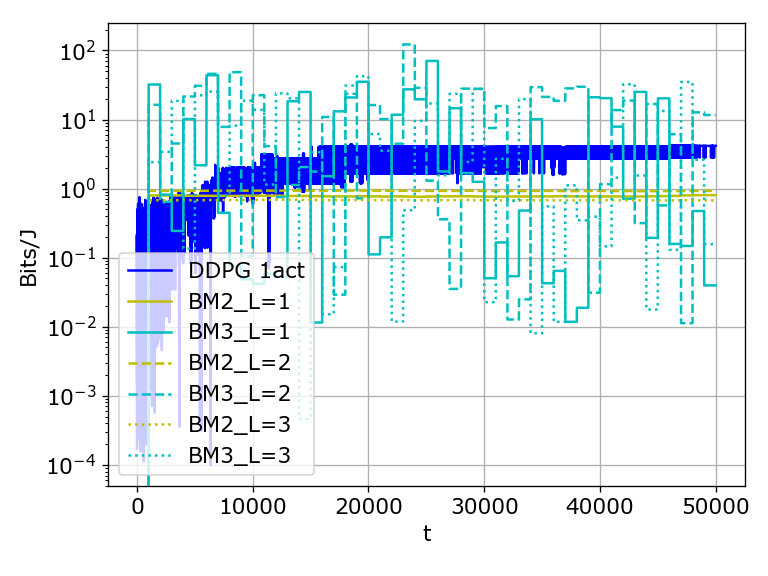 10²
10¹
10⁰
10⁻¹
10⁻²
10⁻³
10⁻⁴
Bits/J
DDPG 1act
BM2_L=1
BM3_L=1
BM2_L=2
BM3_L=2
BM2_L=3
BM3_L=3
0 10000 20000 30000 40000 50000
t